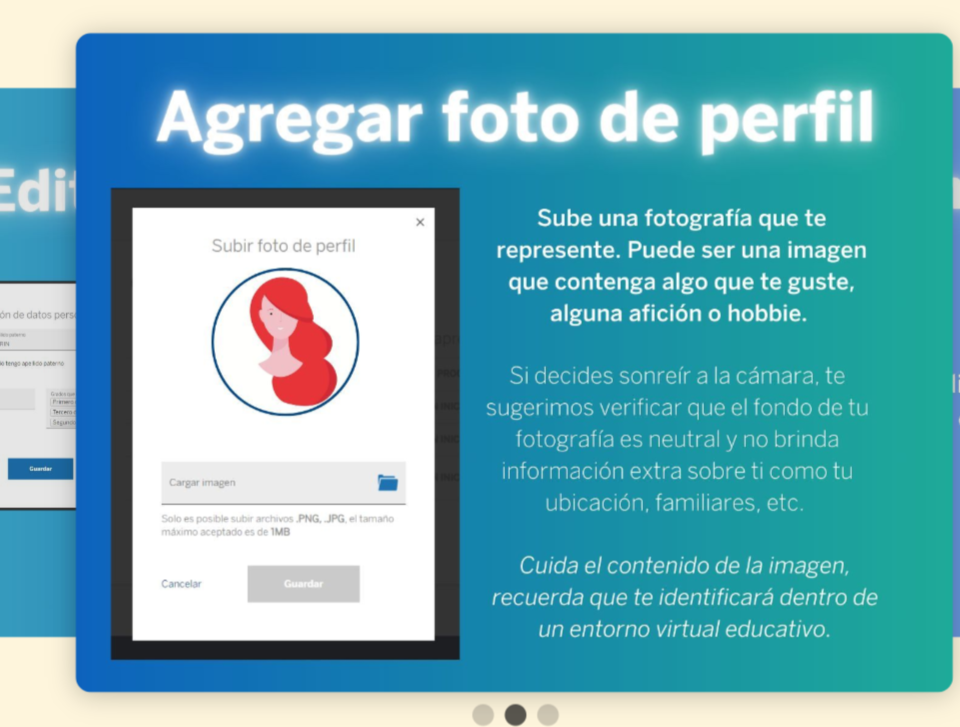 Agregar foto de perfil
Edit
×
Subir foto de perfil
Cargar imagen
Solo es posible subir archivos .PNG, .JPG, el tamaño
máximo aceptado es de 1MB
Cancelar
Guardar
Sube una fotografía que te
represente. Puede ser una imagen
que contenga algo que te guste,
alguna afición o hobbie.
Si decides sonreír a la cámara, te
sugerimos verificar que el fondo de tu
fotografía es neutral y no brinda
información extra sobre ti como tu
ubicación, familiares, etc.
Cuida el contenido de la imagen,
recuerda que te identificará dentro de
un entorno virtual educativo.
ón de datos pers
Guardar